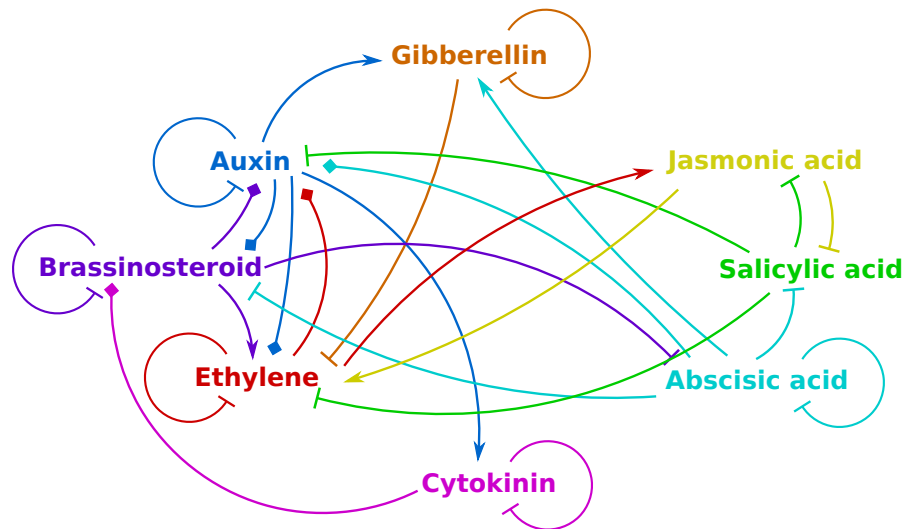 Gibberellin
Auxin
Jasmonic acid
Brassinosteroid
Salicylic acid
Ethylene
Abscisic acid
Cytokinin